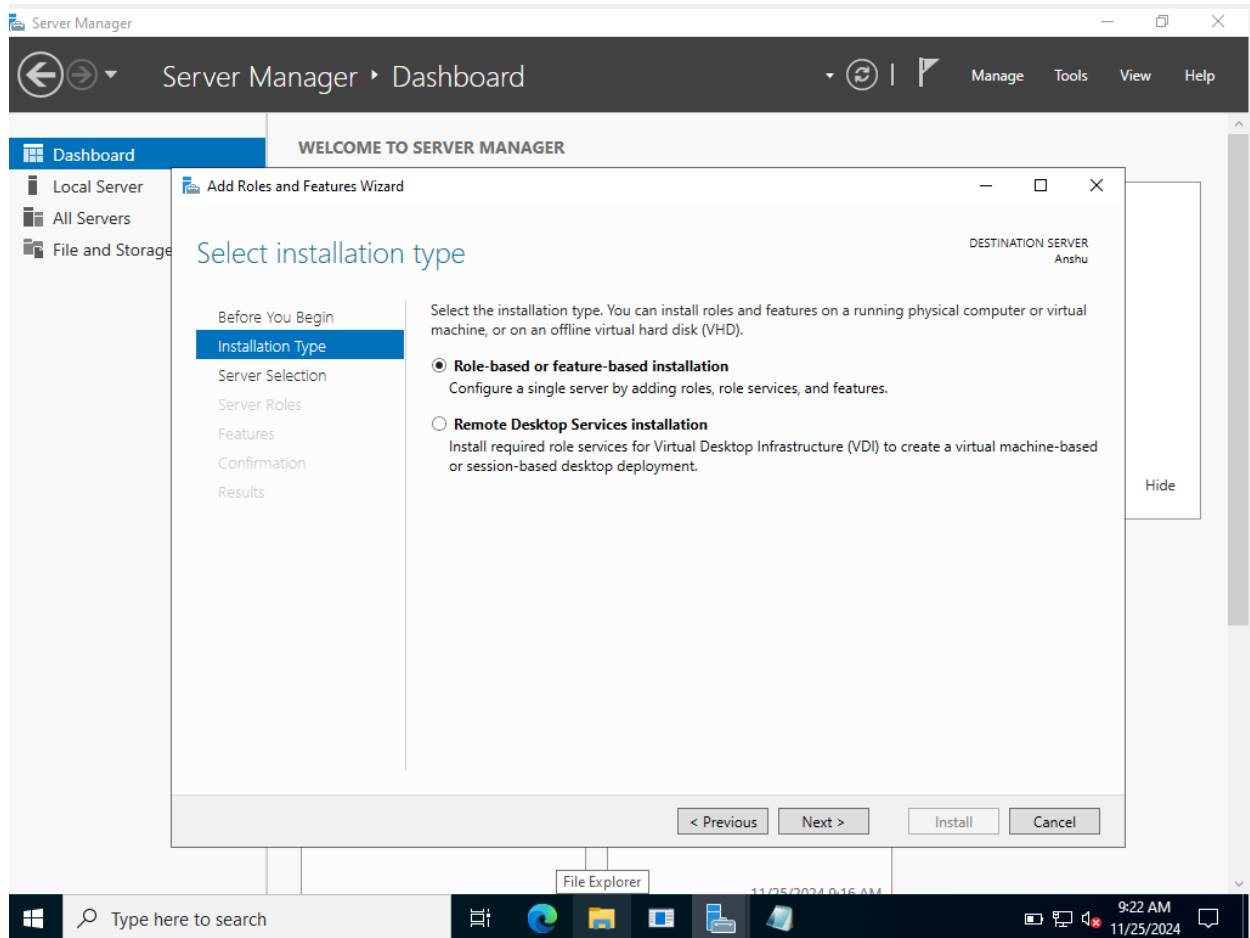 Server Manager
Server Manager ‣ Dashboard
Manage Tools View Help
Dashboard
Local Server
All Servers
File and Storage
WELCOME TO SERVER MANAGER
Add Roles and Features Wizard
Select installation type
DESTINATION SERVER
Anshu
Before You Begin
Installation Type
Server Selection
Server Roles
Features
Confirmation
Results
Select the installation type. You can install roles and features on a running physical computer or virtual
machine, or on an offline virtual hard disk (VHD).
Role-based or feature-based installation
Configure a single server by adding roles, role services, and features.
Remote Desktop Services installation
Install required role services for Virtual Desktop Infrastructure (VDI) to create a virtual machine-based
or session-based desktop deployment.
Hide
< Previous Next > Install Cancel
File Explorer
11/25/2024 9:16 AM
Type here to search
9:22 AM
11/25/2024